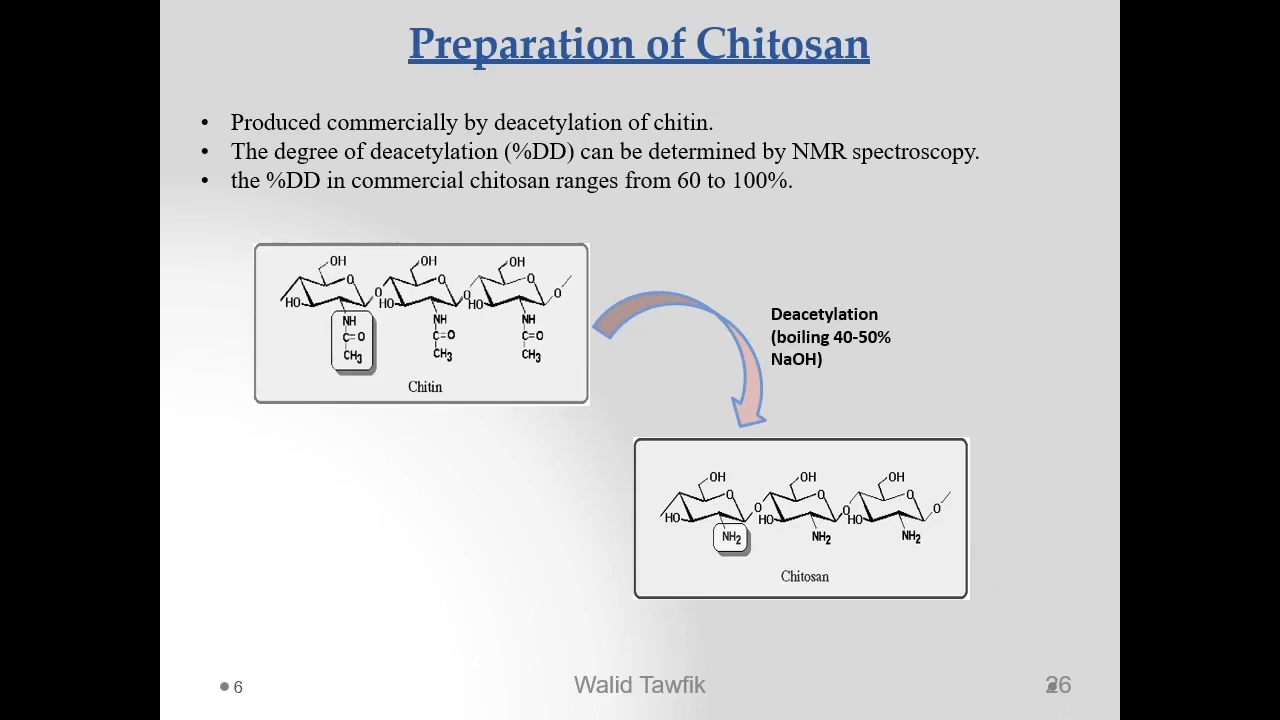 Preparation of Chitosan
• Produced commercially by deacetylation of chitin.
• The degree of deacetylation (%DD) can be determined by NMR spectroscopy.
• the %DD in commercial chitosan ranges from 60 to 100%.
OH OH OH
O O O
HO O HO O HO O
NH NH NH
C=O C=O C=O
CH3 CH3 CH3
Chitin
Deacetylation
(boiling 40-50%
NaOH)
OH OH OH
O O O
HO O HO O HO O
NH2 NH2 NH2
Chitosan
6
Walid Tawfik
26